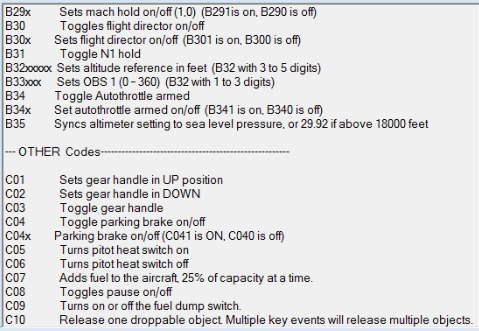 B29x Sets mach hold on/off (1,0) (B291is on, B290 is off)
B30 Toggles flight director on/off
B30x Sets flight director on/off (B301 is on, B300 is off)
B31 Toggle N1 hold
B32xxxxx Sets altitude reference in feet (B32 with 3 to 5 digits)
B33xxx Sets OBS 1 (0 - 360) (B32 with 1 to 3 digits)
B34 Toggle Autothrottle armed
B34x Set autothrottle armed on/off (B341 is on, B340 is off)
B35 Syncs altimeter setting to sea level pressure, or 29.92 if above 18000 feet
--- OTHER Codes---------------------------------------------------
C01 Sets gear handle in UP position
C02 Sets gear handle in DOWN
C03 Toggle gear handle
C04 Toggle parking brake on/off
C04x Parking brake on/off (C041 is ON, C040 is off)
C05 Turns pitot heat switch on
C06 Turns pitot heat switch off
C07 Adds fuel to the aircraft, 25% of capacity at a time.
C08 Toggles pause on/off
C09 Turns on or off the fuel dump switch.
C10 Release one droppable object. Multiple key events will release multiple objects.